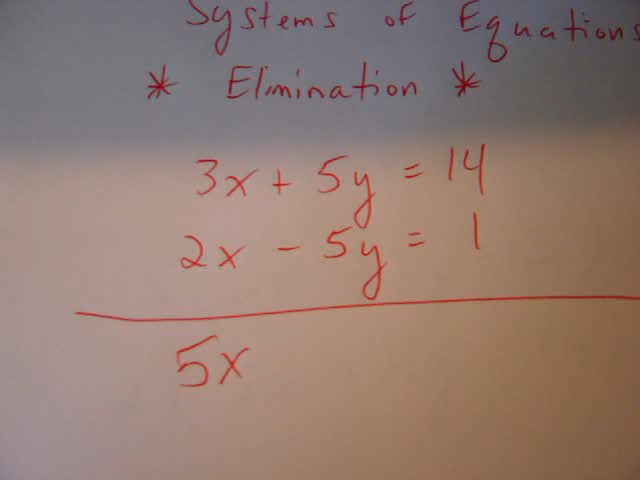 Systems of Equations
* Elimination *
3x + 5y = 14
2x - 5y = 1
5x